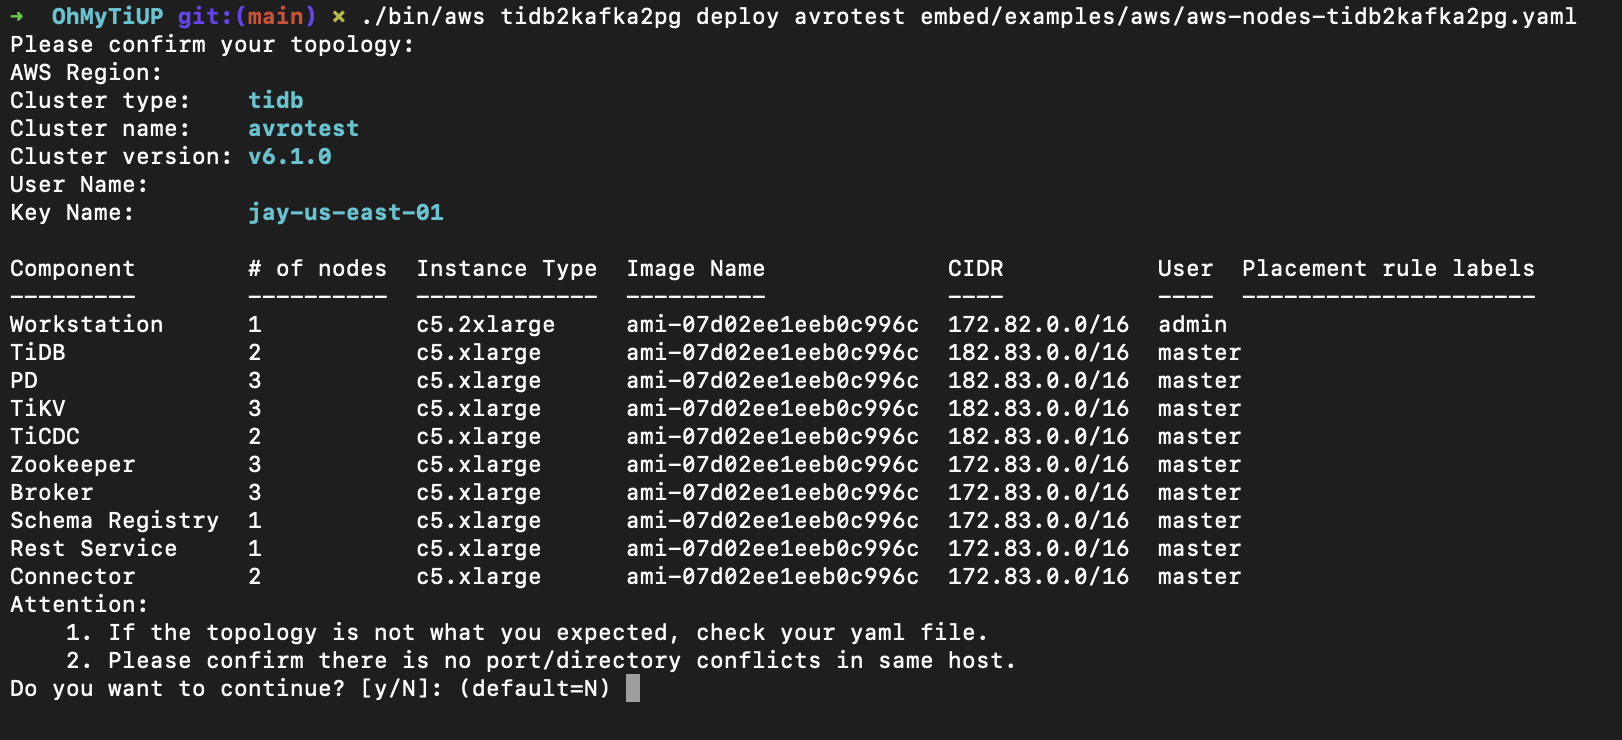 → OhMyTiUP git:(main) × ./bin/aws tidb2kafka2pg deploy avrotest embed/examples/aws/aws-nodes-tidb2kafka2pg.yaml
Please confirm your topology:
AWS Region:
Cluster type: tidb
Cluster name: avrotest
Cluster version: v6.1.0
User Name:
Key Name: jay-us-east-01
Component # of nodes Instance Type Image Name CIDR User Placement rule labels
--------- ---------- ------------- ---------- ---- ---- ---------------------
Workstation 1 c5.2xlarge ami-07d02ee1eeb0c996c 172.82.0.0/16 admin
TiDB 2 c5.xlarge ami-07d02ee1eeb0c996c 182.83.0.0/16 master
PD 3 c5.xlarge ami-07d02ee1eeb0c996c 182.83.0.0/16 master
TiKV 3 c5.xlarge ami-07d02ee1eeb0c996c 182.83.0.0/16 master
TiCDC 2 c5.xlarge ami-07d02ee1eeb0c996c 182.83.0.0/16 master
Zookeeper 3 c5.xlarge ami-07d02ee1eeb0c996c 172.83.0.0/16 master
Broker 3 c5.xlarge ami-07d02ee1eeb0c996c 172.83.0.0/16 master
Schema Registry 1 c5.xlarge ami-07d02ee1eeb0c996c 172.83.0.0/16 master
Rest Service 1 c5.xlarge ami-07d02ee1eeb0c996c 172.83.0.0/16 master
Connector 2 c5.xlarge ami-07d02ee1eeb0c996c 172.83.0.0/16 master
Attention:
1. If the topology is not what you expected, check your yaml file.
2. Please confirm there is no port/directory conflicts in same host.
Do you want to continue? [y/N]: (default=N)